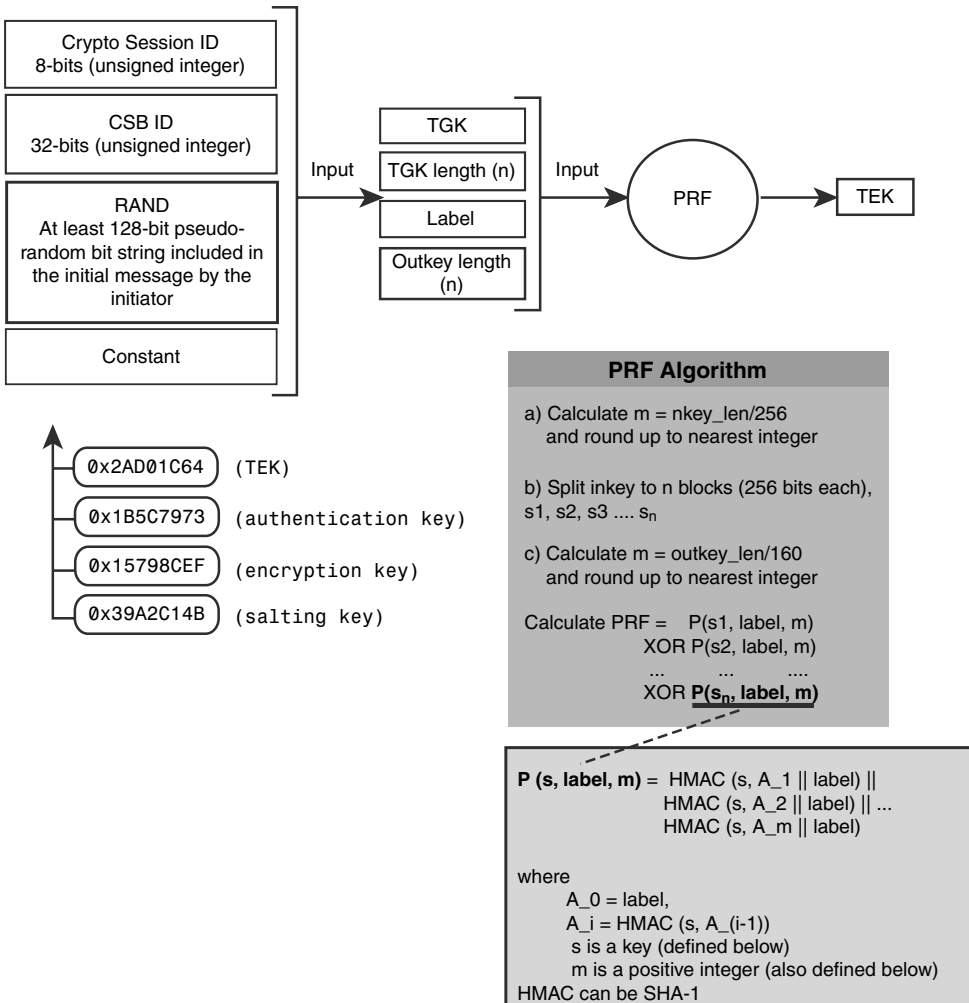 Crypto Session ID
8-bits (unsigned integer)
CSB ID
32-bits (unsigned integer)
RAND
At least 128-bit pseudo-
random bit string included in
the initial message by the
initiator
Constant
Input
TGK
TGK length (n)
Label
Outkey length
(n)
Input
PRF
TEK
0x2AD01C64 (TEK)
0x1B5C7973 (authentication key)
0x15798CEF (encryption key)
0x39A2C14B (salting key)
PRF Algorithm
a) Calculate m = nkey_len/256
and round up to nearest integer
b) Split inkey to n blocks (256 bits each),
s1, s2, s3 .... sₙ
c) Calculate m = outkey_len/160
and round up to nearest integer
Calculate PRF = P(s1, label, m)
XOR P(s2, label, m)
... ... ....
XOR P(sₙ, label, m)
P (s, label, m) = HMAC (s, A_1 || label) ||
HMAC (s, A_2 || label) || ...
HMAC (s, A_m || label)
where
A_0 = label,
A_i = HMAC (s, A_(i-1))
s is a key (defined below)
m is a positive integer (also defined below)
HMAC can be SHA-1